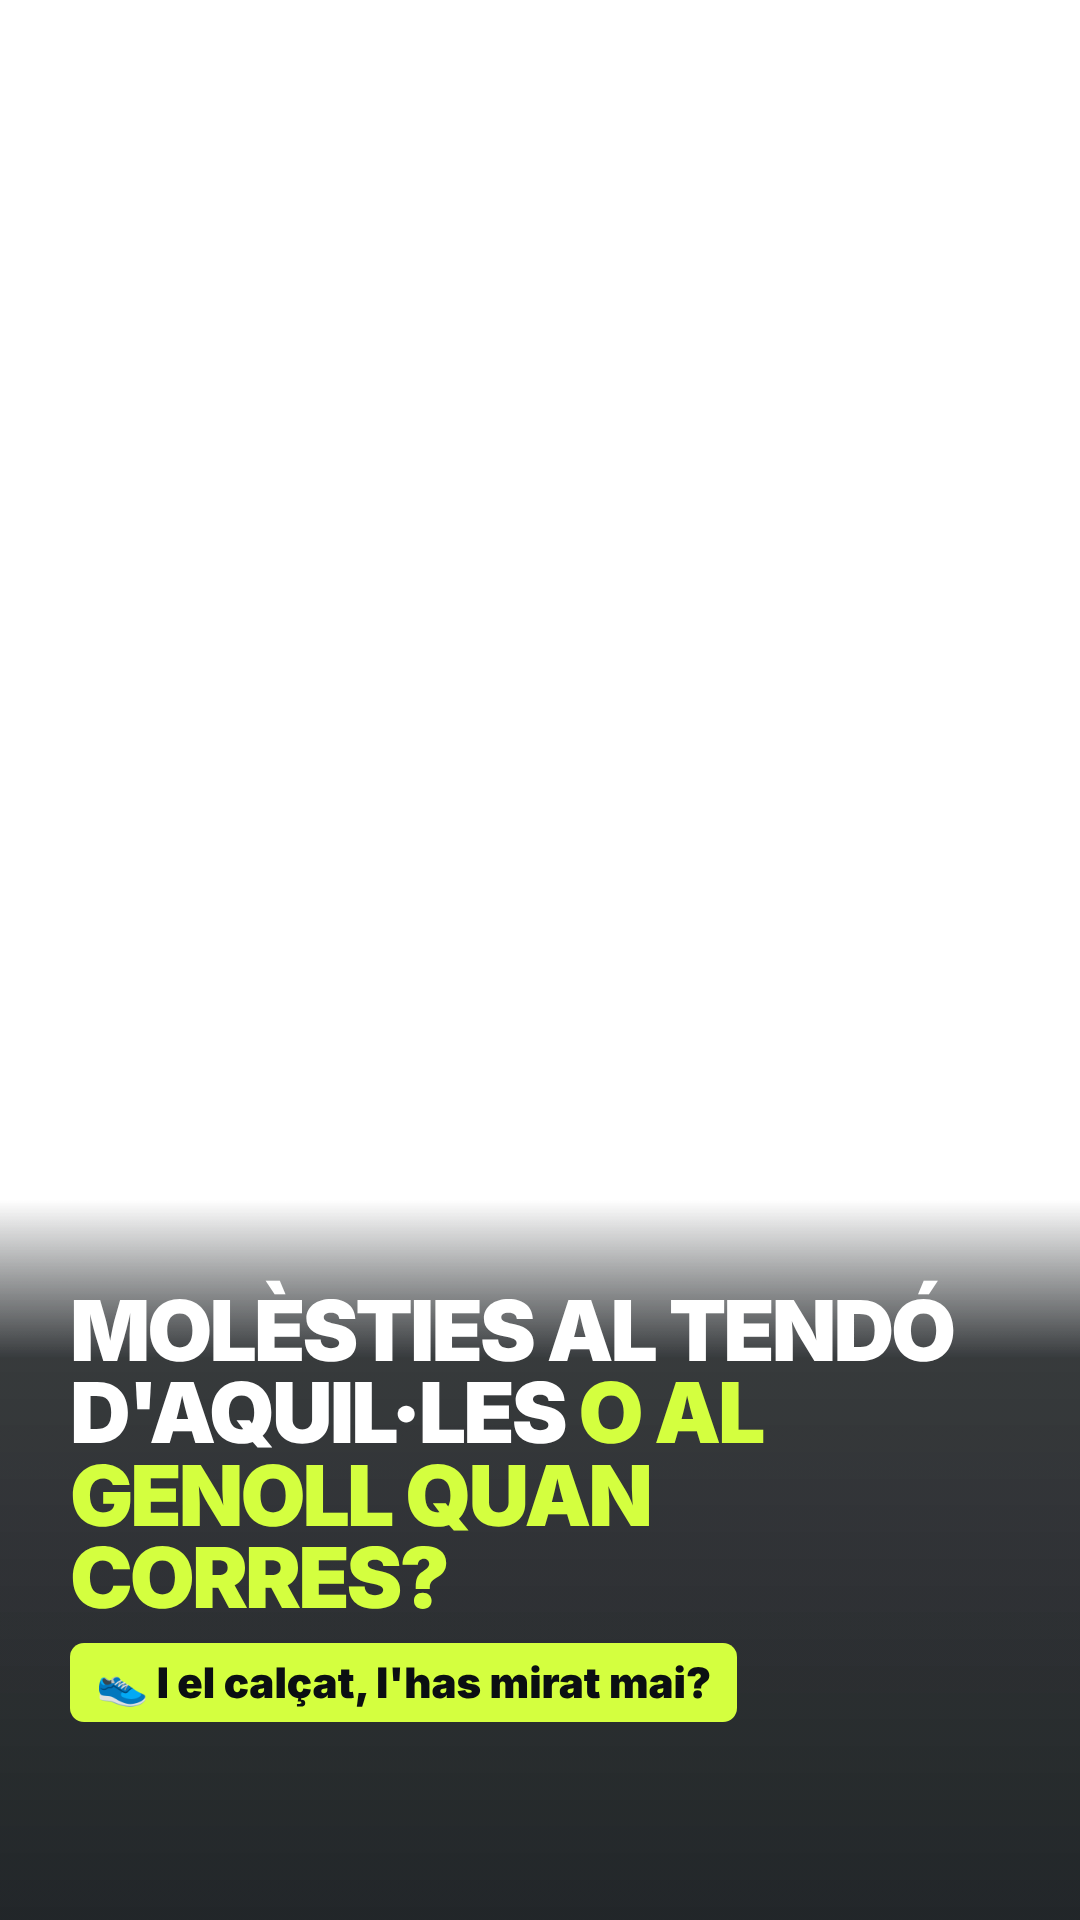 MOLÈSTIES AL TENDÓ
D'AQUIL·LES O AL
GENOLL QUAN
CORRES?
👟 I el calçat, l'has mirat mai?